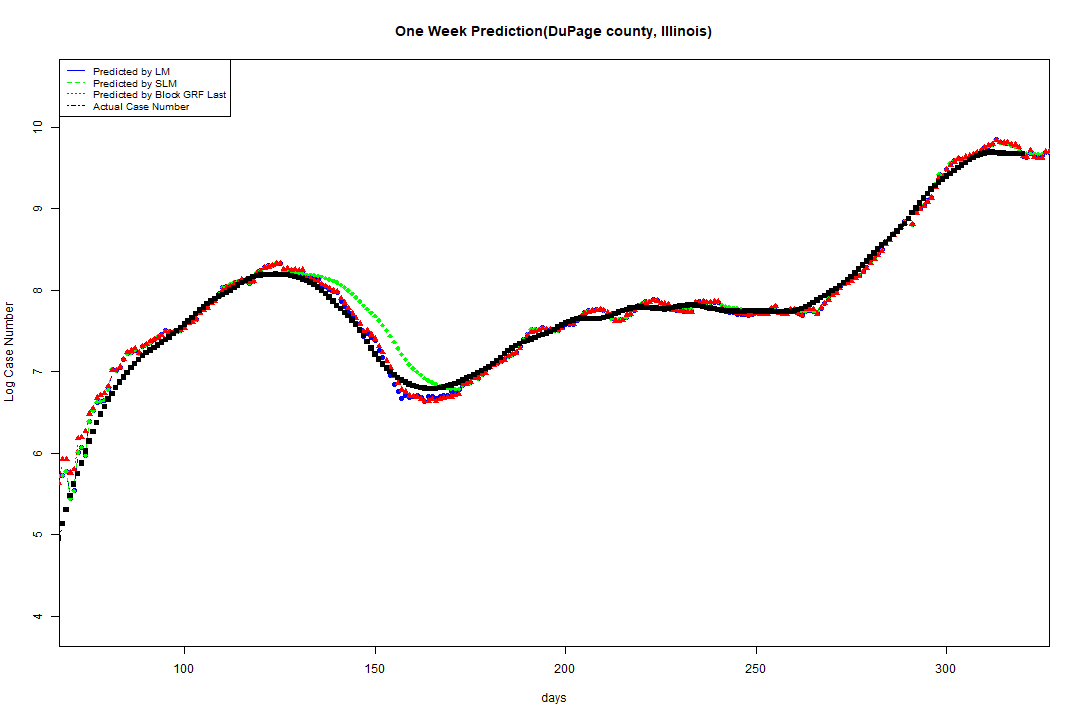 One Week Prediction(DuPage county, Illinois)
Predicted by LM
Predicted by SLM
Predicted by Block GRF Last
Actual Case Number
10
9
8
7
6
5
4
Log Case Number
100 150 200 250 300
days